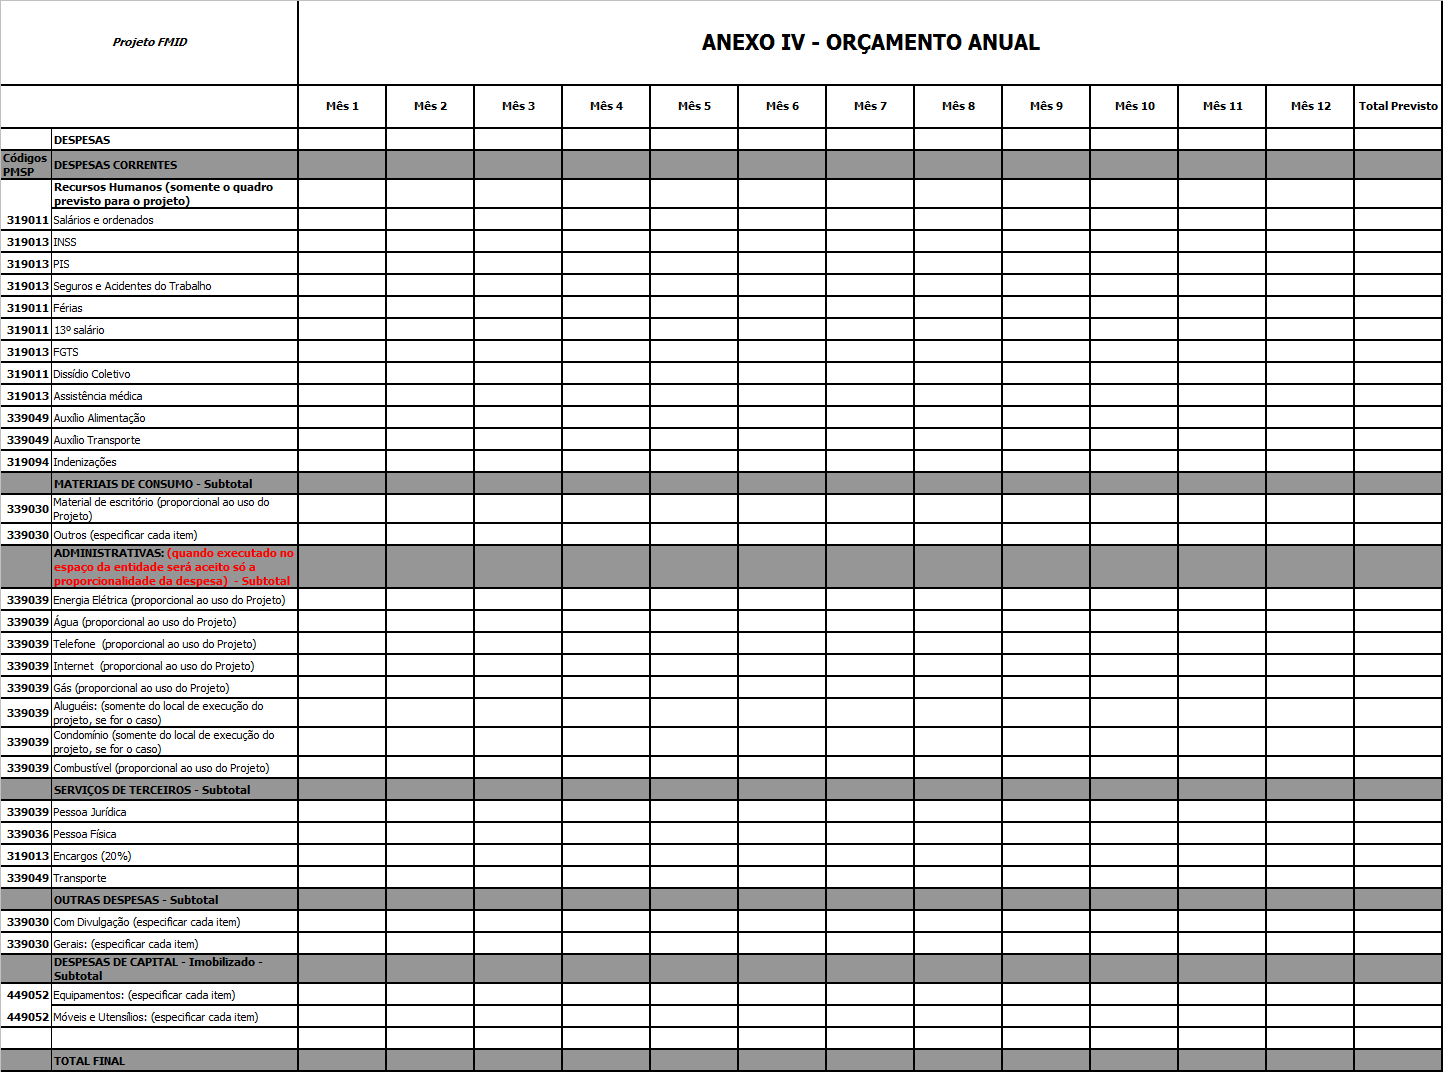 Projeto FMID
ANEXO IV - ORÇAMENTO ANUAL
Mês 1 Mês 2 Mês 3 Mês 4 Mês 5 Mês 6 Mês 7 Mês 8 Mês 9 Mês 10 Mês 11 Mês 12 Total Previsto
DESPESAS
Códigos
PMSP
DESPESAS CORRENTES
Recursos Humanos (somente o quadro
previsto para o projeto)
319011 Salários e ordenados
319013 INSS
319013 PIS
319013 Seguros e Acidentes do Trabalho
319011 Férias
319011 13º salário
319013 FGTS
319011 Dissídio Coletivo
319013 Assistência médica
339049 Auxílio Alimentação
339049 Auxílio Transporte
319094 Indenizações
MATERIAIS DE CONSUMO - Subtotal
339030 Material de escritório (proporcional ao uso do
Projeto)
339030 Outros (especificar cada item)
ADMINISTRATIVAS: (quando executado no
espaço da entidade será aceito só a
proporcionalidade da despesa)  - Subtotal
339039 Energia Elétrica (proporcional ao uso do Projeto)
339039 Água (proporcional ao uso do Projeto)
339039 Telefone  (proporcional ao uso do Projeto)
339039 Internet  (proporcional ao uso do Projeto)
339039 Gás (proporcional ao uso do Projeto)
339039 Aluguéis: (somente do local de execução do
projeto, se for o caso)
339039 Condomínio (somente do local de execução do
projeto, se for o caso)
339039 Combustível (proporcional ao uso do Projeto)
SERVIÇOS DE TERCEIROS - Subtotal
339039 Pessoa Jurídica
339036 Pessoa Física
319013 Encargos (20%)
339049 Transporte
OUTRAS DESPESAS - Subtotal
339030 Com Divulgação (especificar cada item)
339030 Gerais: (especificar cada item)
DESPESAS DE CAPITAL - Imobilizado -
Subtotal
449052 Equipamentos: (especificar cada item)
449052 Móveis e Utensílios: (especificar cada item)
TOTAL FINAL